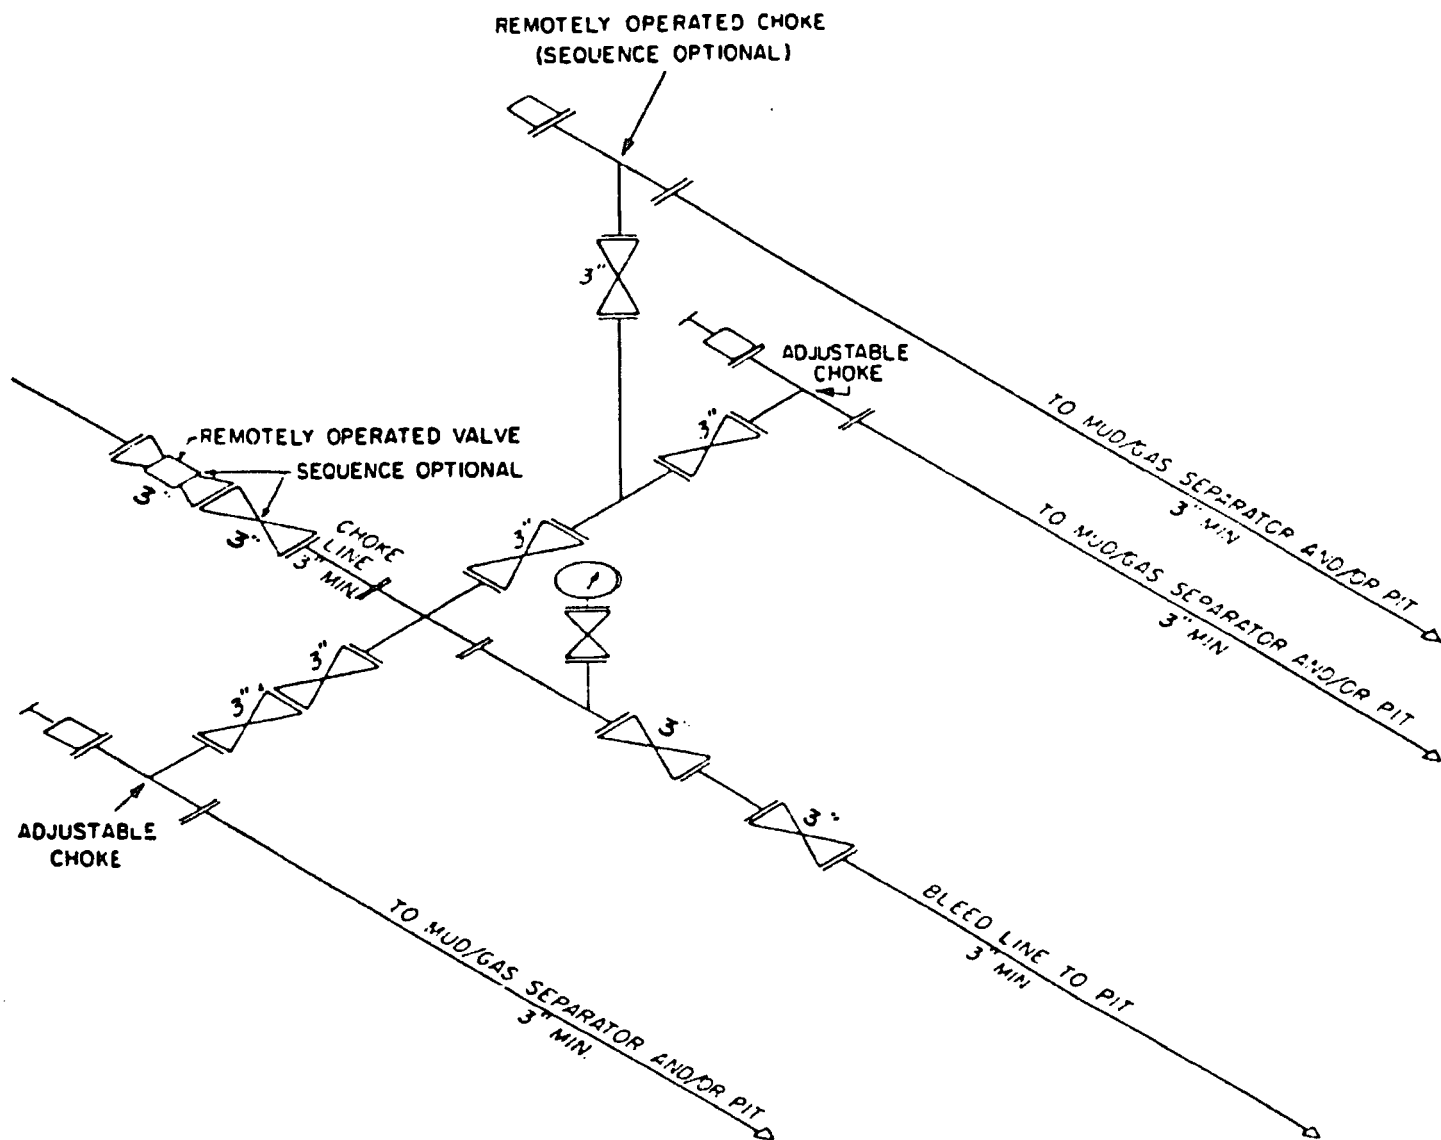 REMOTELY OPERATED CHOKE
(SEQUENCE OPTIONAL)
3"
ADJUSTABLE
CHOKE
3"
TO MUD/GAS SEPARATOR AND/OR PIT
3" MIN
REMOTELY OPERATED VALVE
SEQUENCE OPTIONAL
3"
3"
CHOKE
LINE
3" MIN.
3"
TO MUD/GAS SEPARATOR AND/OR PIT
3" MIN
3"
3"
3"
3"
ADJUSTABLE
CHOKE
BLEED LINE TO PIT
3" MIN
TO MUD/GAS SEPARATOR AND/OR PIT
3" MIN.